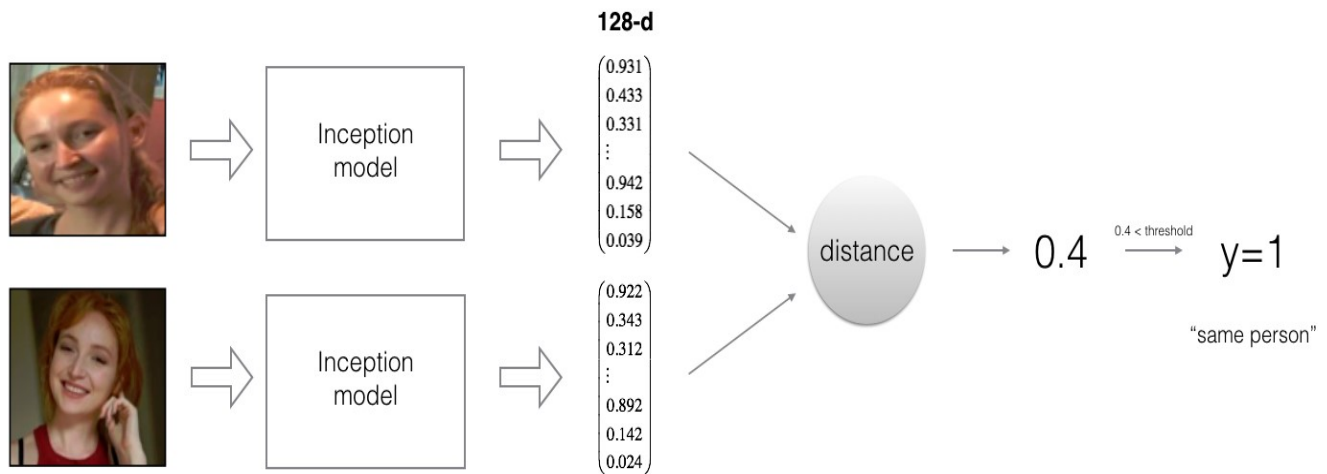 128-d
0.931
0.433
0.331
⋮
0.942
0.158
0.039
Inception
model
0.922
0.343
0.312
⋮
0.892
0.142
0.024
Inception
model
distance
0.4
0.4 < threshold
y=1
“same person”